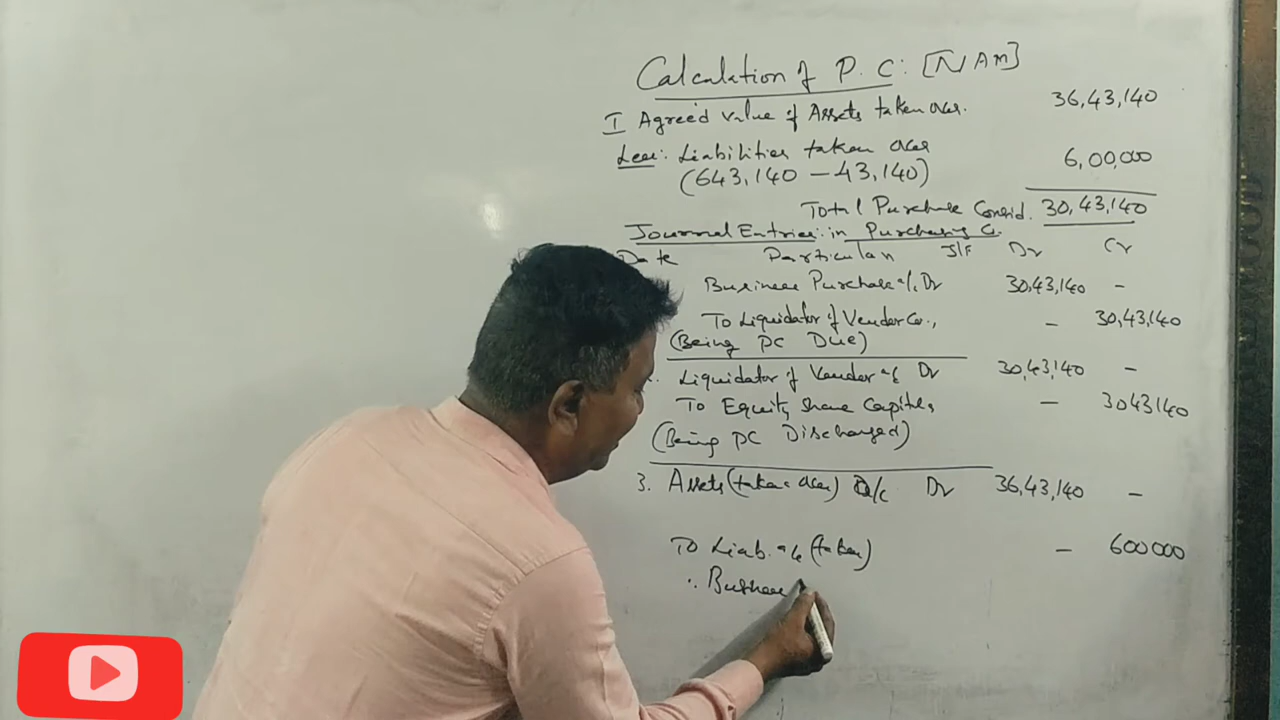 Calculation of P. C: [NAM]
I Agreed value of Assets taken over. 36,43,140
Less: Liabilities taken over 6,00,000
(643,140 - 43,140)
Total Purchase Consid. 30,43,140
Journal Entries: in Purchasing Co.
Date Particulars J/F Dr Cr
Business Purchase a/c Dr 30,43,140 -
To Liquidator of Vendor Co., - 30,43,140
(Being PC Due)
Liquidator of Vendor a/c Dr 30,43,140 -
To Equity Share Capital, - 3043140
(Being PC Discharged)
3. Assets (taken over) a/c Dr 36,43,140 -
To Liab. a/c (taken) - 600000
" Business